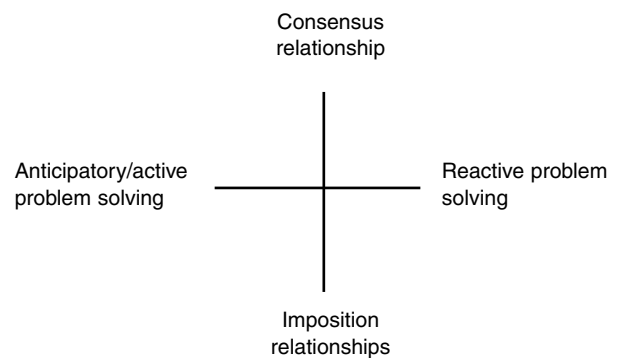 Consensus
relationship
Anticipatory/active
problem solving
Reactive problem
solving
Imposition
relationships